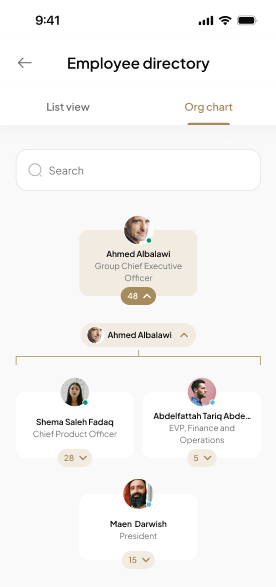 9:41
Employee directory
List view
Org chart
Search
Ahmed Albalawi
Group Chief Executive
Officer
48
Ahmed Albalawi
Shema Saleh Fadaq
Chief Product Officer
28
Abdelfattah Tariq Abde...
EVP, Finance and
Operations
5
Maen Darwish
President
15